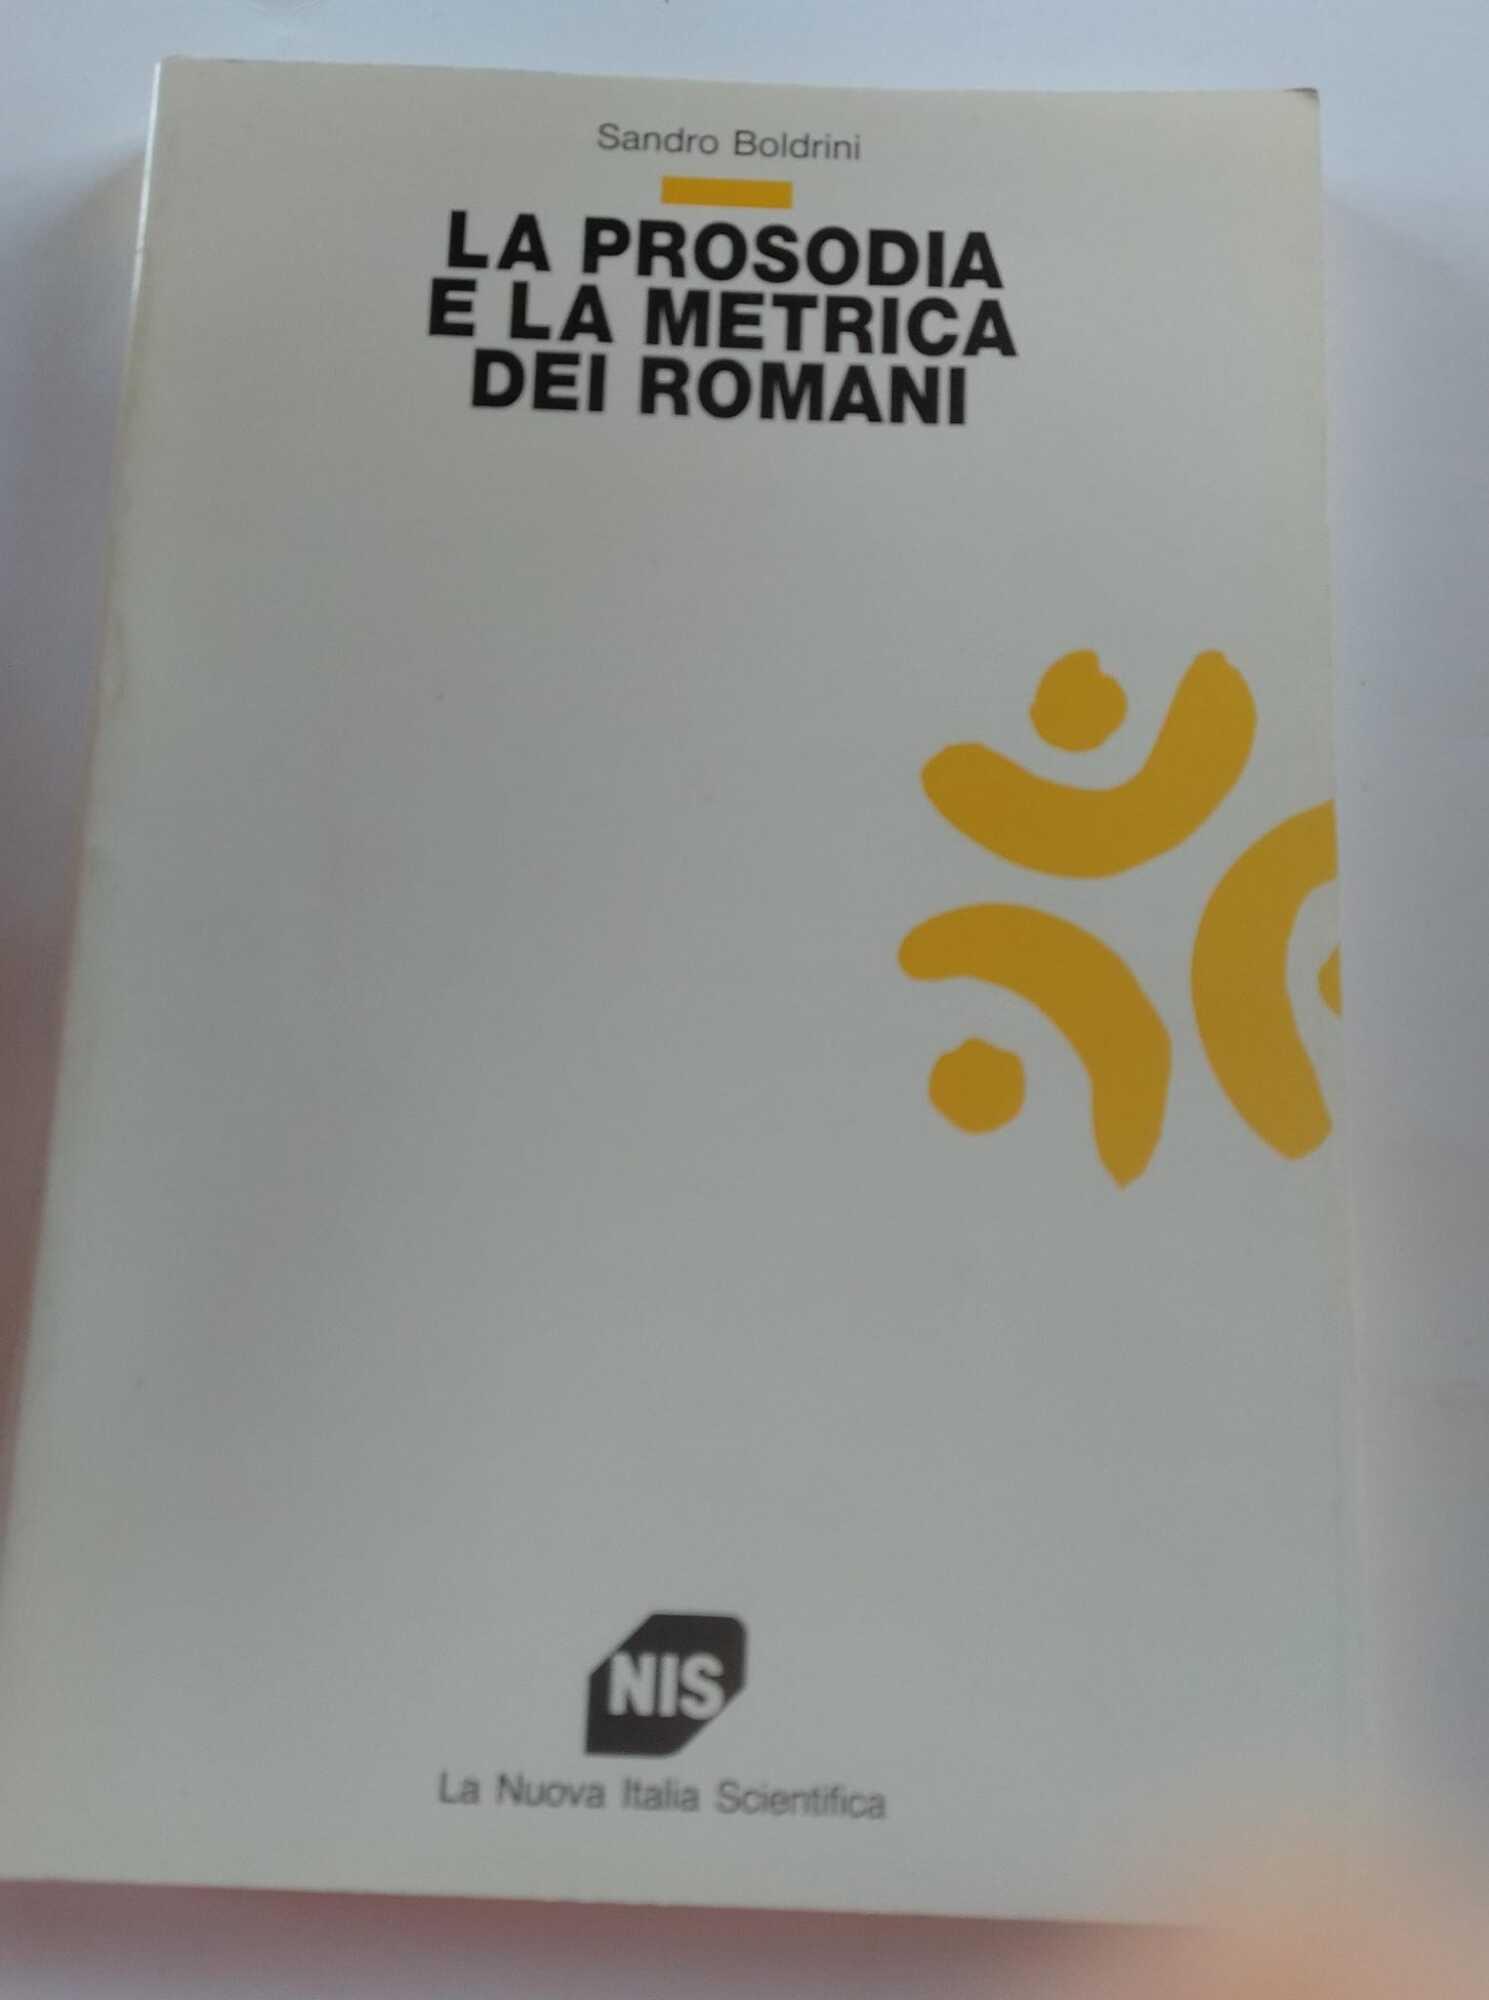 Sandro Boldrini
LA PROSODIA
E LA METRICA
DEI ROMANI
NIS
La Nuova Italia Scientifica